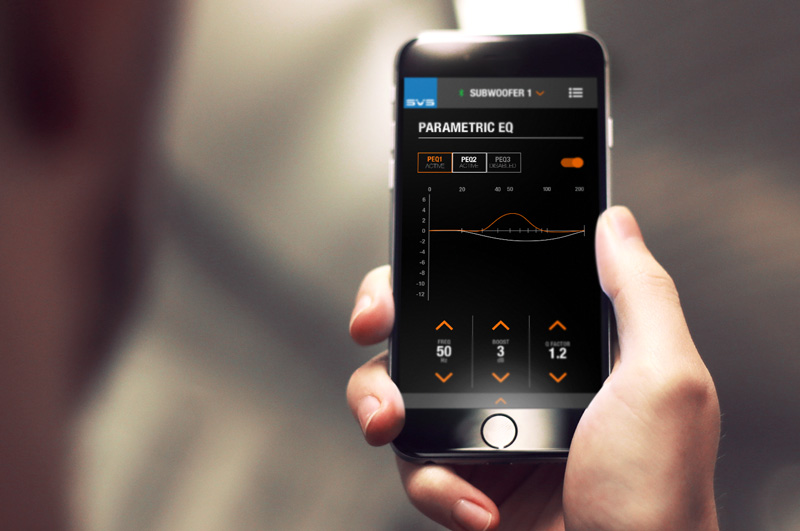 SVS
SUBWOOFER 1
PARAMETRIC EQ
PEQ1 PEQ2 PEQ3
ACTIVE ACTIVE DISABLED
0 20 40 50 100 200
6
4
2
0
-2
-4
-6
-8
-10
-12
FREQ BOOST Q FACTOR
50 3 1.2
Hz dB